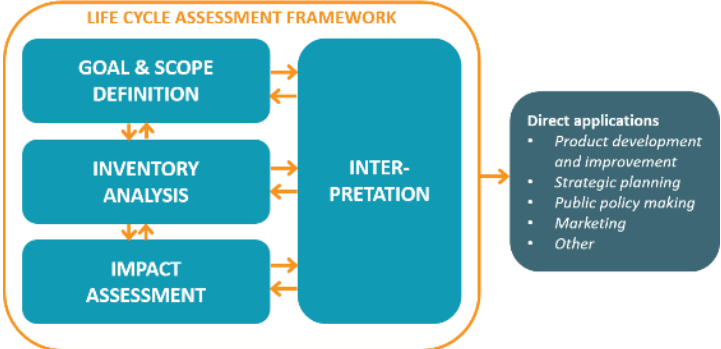 LIFE CYCLE ASSESSMENT FRAMEWORK
GOAL & SCOPE
DEFINITION
INVENTORY
ANALYSIS
IMPACT
ASSESSMENT
INTER-
PRETATION
Direct applications
• Product development
and improvement
• Strategic planning
• Public policy making
• Marketing
• Other